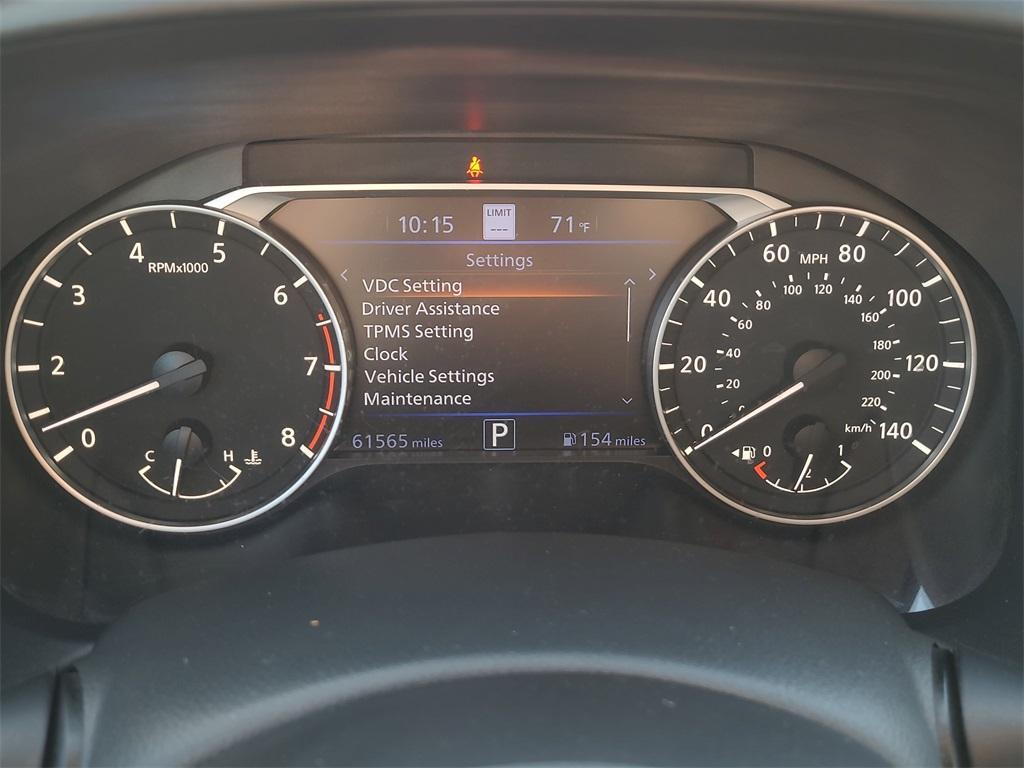 LIMIT
10:15 --- 71°F
Settings
VDC Setting
Driver Assistance
TPMS Setting
Clock
Vehicle Settings
Maintenance
61565 miles P 154 miles
0 2 3 4 5 6 7 8
RPMx1000
C H
0 20 40 60 80 100 120 140
MPH
20 40 60 80 100 120 140 160 180 200 220
km/h
0 1